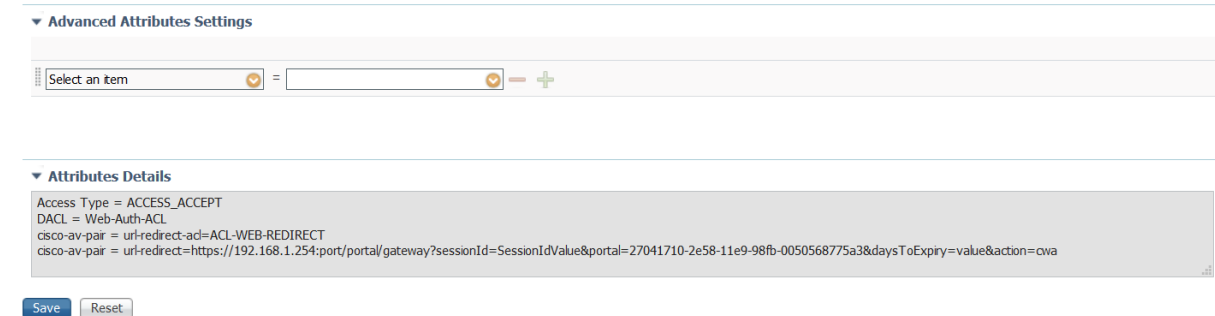 Advanced Attributes Settings
Select an item =
Attributes Details
Access Type = ACCESS_ACCEPT
DACL = Web-Auth-ACL
cisco-av-pair = url-redirect-acl=ACL-WEB-REDIRECT
cisco-av-pair = url-redirect=https://192.168.1.254:port/portal/gateway?sessionId=SessionIdValue&portal=27041710-2e58-11e9-98fb-0050568775a3&daysToExpiry=value&action=cwa
Save Reset